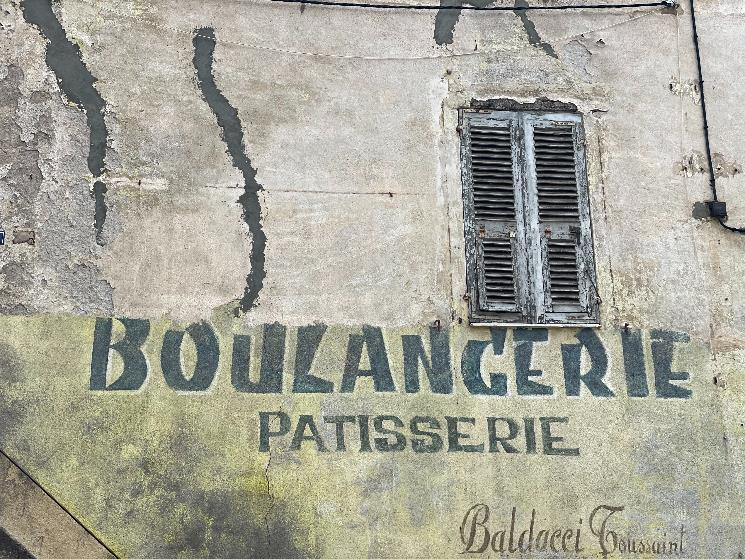 BOULANGERIE
PATISSERIE
Baldacci Toussaint